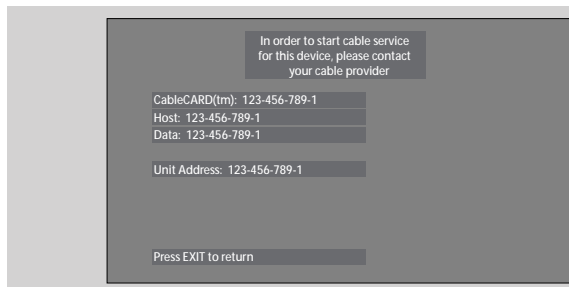 In order to start cable service
for this device, please contact
your cable provider
CableCARD(tm): 123-456-789-1
Host: 123-456-789-1
Data: 123-456-789-1
Unit Address: 123-456-789-1
Press EXIT to return